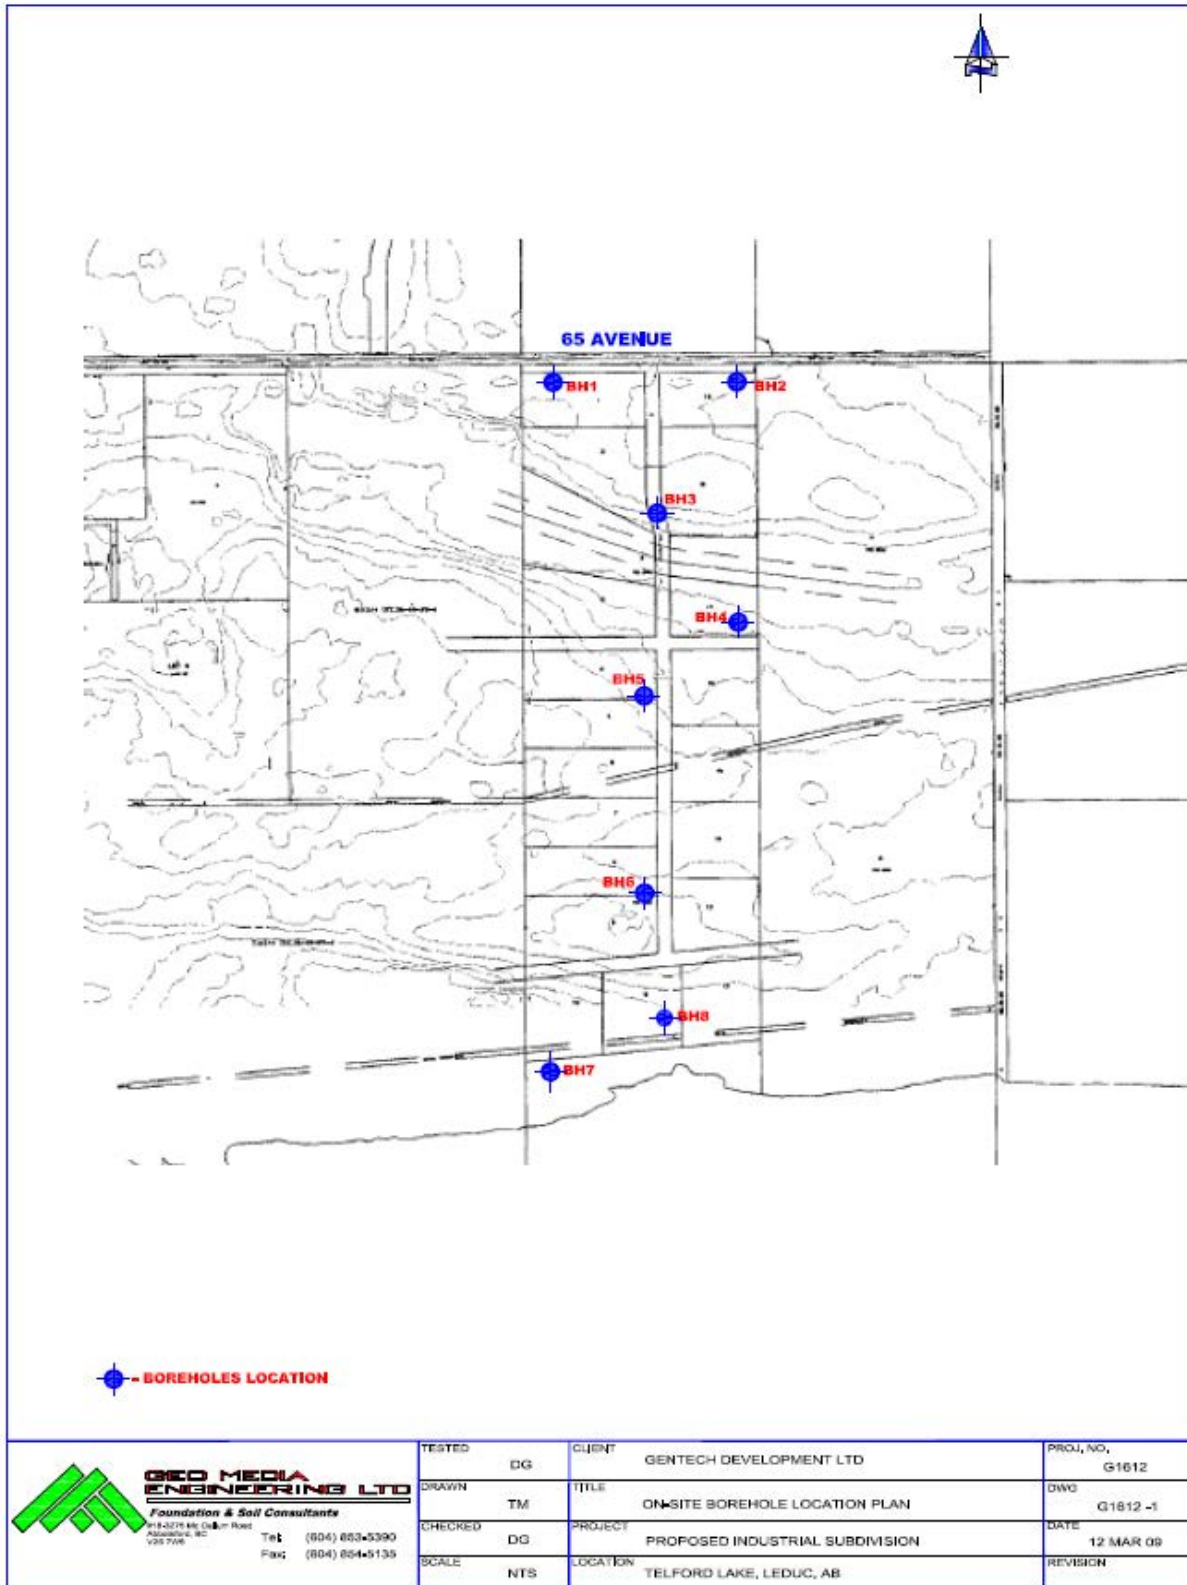 65 AVENUE
BH1
BH2
BH3
BH4
BH5
BH6
BH8
BH7
- BOREHOLES LOCATION
GEO MEDIA
ENGINEERING LTD
Foundation & Soil Consultants
Abbotsford, BC
Tel: (604) 853-5390
Fax: (604) 854-5135
TESTED DG
DRAWN TM
CHECKED DG
SCALE NTS
CLIENT GENTECH DEVELOPMENT LTD
TITLE ON-SITE BOREHOLE LOCATION PLAN
PROJECT PROPOSED INDUSTRIAL SUBDIVISION
LOCATION TELFORD LAKE, LEDUC, AB
PROJ. NO. G1612
DWG G1612 -1
DATE 12 MAR 09
REVISION